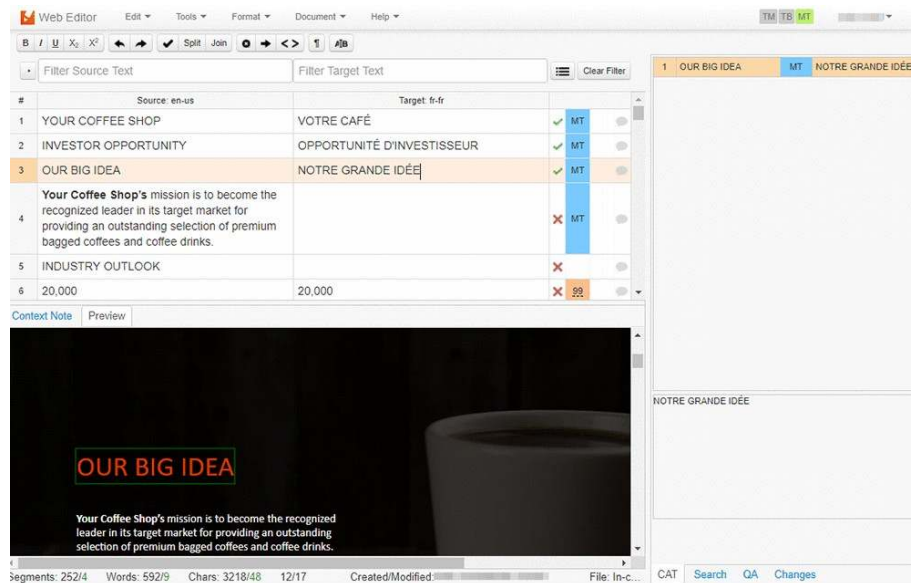 Web Editor Edit Tools Format Document Help TM TB MT
B I U X₂ X² Split Join ¶ A|B
Filter Source Text Filter Target Text Clear Filter
# Source: en-us Target: fr-fr
1 YOUR COFFEE SHOP VOTRE CAFÉ MT
2 INVESTOR OPPORTUNITY OPPORTUNITÉ D'INVESTISSEUR MT
3 OUR BIG IDEA NOTRE GRANDE IDÉE MT
4 Your Coffee Shop's mission is to become the
recognized leader in its target market for
providing an outstanding selection of premium
bagged coffees and coffee drinks. MT
5 INDUSTRY OUTLOOK
6 20,000 20,000 99
Context Note Preview
OUR BIG IDEA
Your Coffee Shop's mission is to become the recognized
leader in its target market for providing an outstanding
selection of premium bagged coffees and coffee drinks.
Segments: 252/4 Words: 592/9 Chars: 3218/48 12/17 Created/Modified: File: In-c...
1 OUR BIG IDEA MT NOTRE GRANDE IDÉE
NOTRE GRANDE IDÉE
CAT Search QA Changes